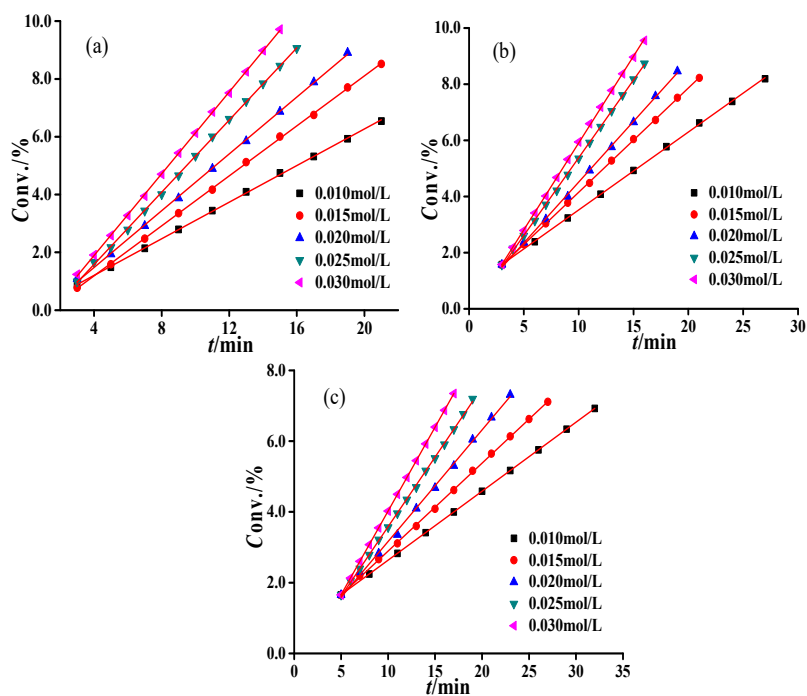 (a)
Conv./%
10.0
8.0
6.0
4.0
2.0
0.0
4 8 12 16 20
t/min
0.010mol/L
0.015mol/L
0.020mol/L
0.025mol/L
0.030mol/L
(b)
Conv./%
10.0
8.0
6.0
4.0
2.0
0.0
0 5 10 15 20 25 30
t/min
0.010mol/L
0.015mol/L
0.020mol/L
0.025mol/L
0.030mol/L
(c)
Conv./%
8.0
6.0
4.0
2.0
0.0
0 5 10 15 20 25 30 35
t/min
0.010mol/L
0.015mol/L
0.020mol/L
0.025mol/L
0.030mol/L